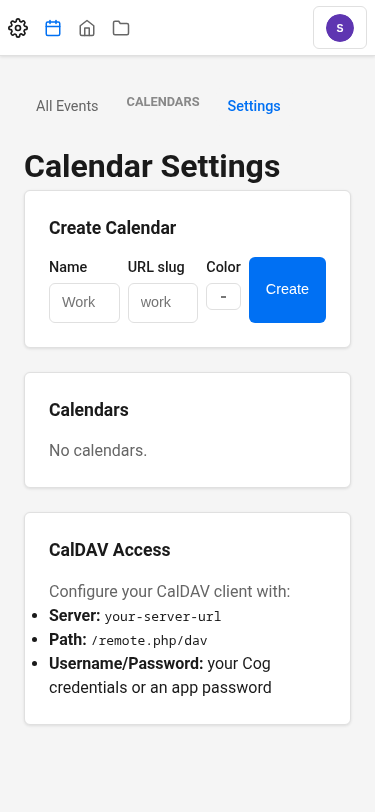 S
All Events
CALENDARS
Settings
Calendar Settings
Create Calendar
Name
URL slug
Color
Work
work
-
Create
Calendars
No calendars.
CalDAV Access
Configure your CalDAV client with:
Server: your-server-url
Path: /remote.php/dav
Username/Password: your Cog
credentials or an app password